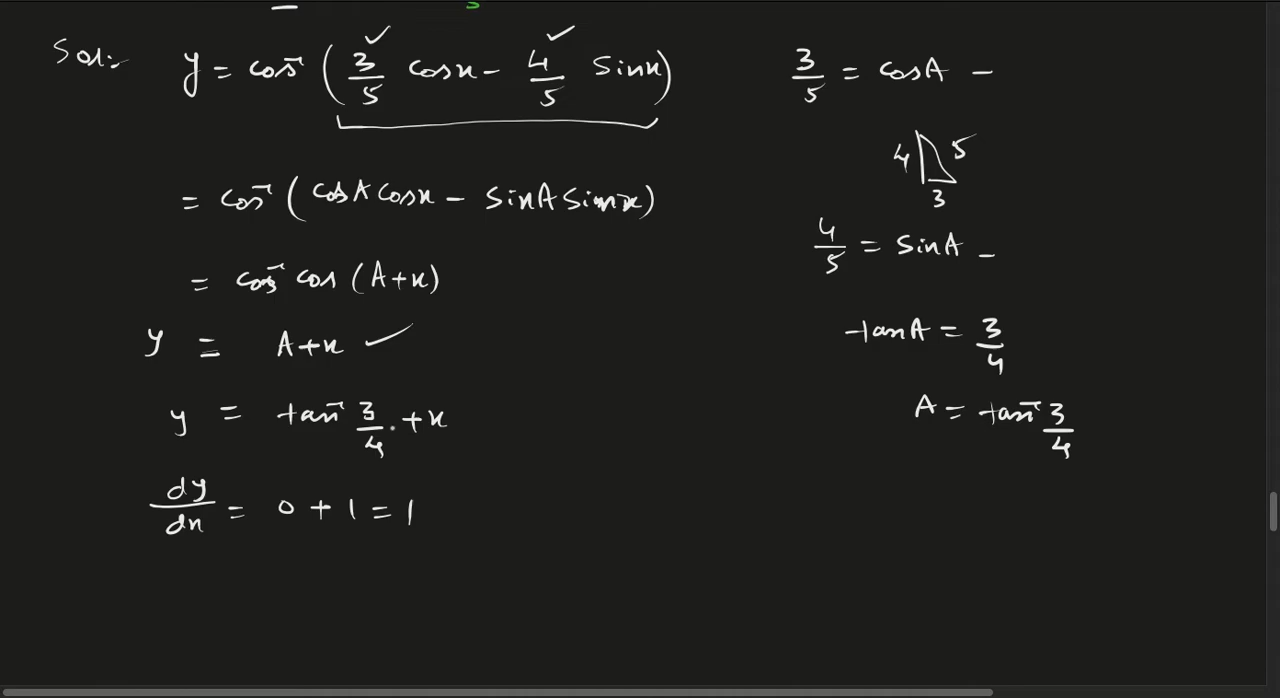 Sol:- y = cos⁻¹ ( 3/5 cosx - 4/5 sinx )
3/5 = cosA -
4 5
3
= cos⁻¹ ( cosA cosx - sinA sinx )
4/5 = sinA -
= cos⁻¹ cos (A+x)
y = A+x ✓
tanA = 3/4
y = tan⁻¹ 3/4 . + x
A = tan⁻¹ 3/4
dy/dx = 0 + 1 = 1